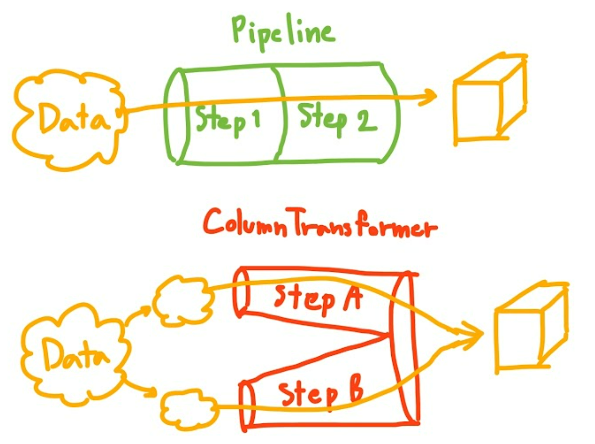 Pipeline
Data
Step 1
Step 2
ColumnTransformer
Step A
Data
Step B